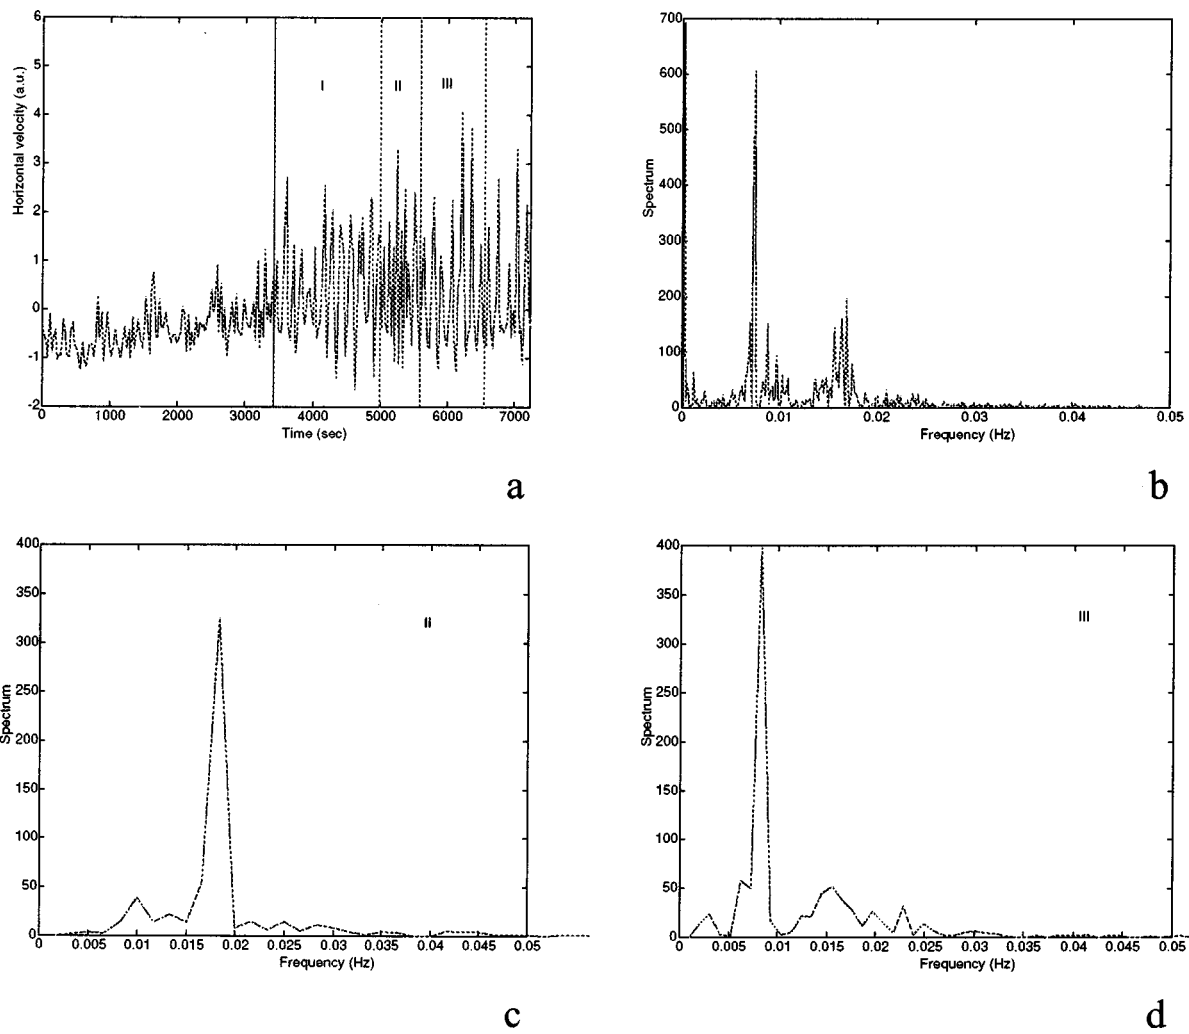 6
5
4
3
2
1
0
-1
-2
Horizontal velocity (a.u.)
I
II
III
0 1000 2000 3000 4000 5000 6000 7000
Time (sec)
a
700
600
500
400
300
200
100
0
Spectrum
0 0.01 0.02 0.03 0.04 0.05
Frequency (Hz)
b
400
350
300
250
200
150
100
50
0
Spectrum
II
0 0.005 0.01 0.015 0.02 0.025 0.03 0.035 0.04 0.045 0.05
Frequency (Hz)
c
400
350
300
250
200
150
100
50
0
Spectrum
III
0 0.005 0.01 0.015 0.02 0.025 0.03 0.035 0.04 0.045 0.05
Frequency (Hz)
d